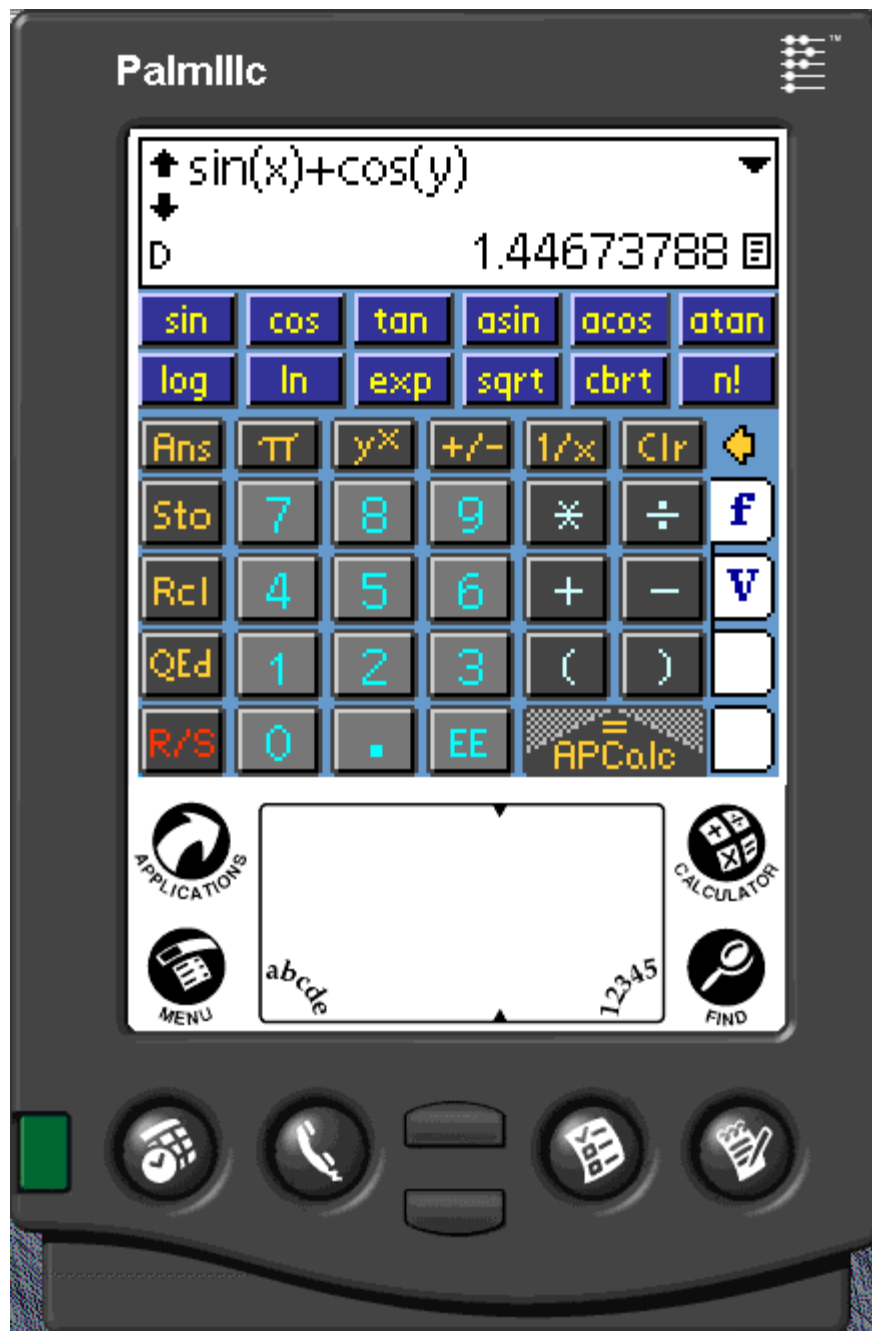 PalmIIIc
TM
sin(x)+cos(y)
D 1.44673788
sin cos tan asin acos atan
log ln exp sqrt cbrt n!
Ans π yˣ +/- 1/x Clr
Sto 7 8 9 * ÷ f
Rcl 4 5 6 + − V
QEd 1 2 3 ( )
R/S 0 . EE =
APCalc
APPLICATIONS
CALCULATOR
abcde
12345
MENU
FIND